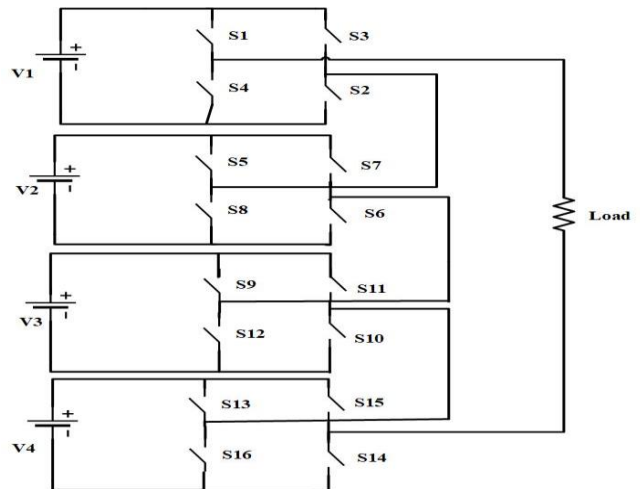 S1
S3
+
V1
-
S4
S2
S5
S7
+
V2
-
S8
S6
S9
S11
+
V3
-
S12
S10
S13
S15
+
V4
-
S16
S14
Load